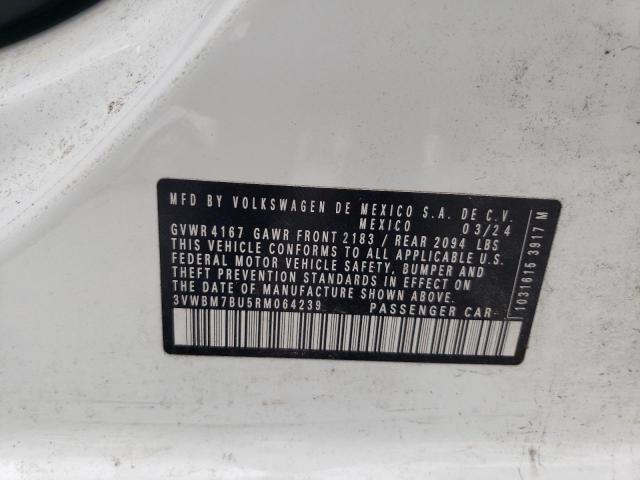 MFD BY VOLKSWAGEN DE MEXICO S.A. DE C.V.
MEXICO 03/24
GVWR 4167 GAWR FRONT 2183 / REAR 2094 LBS
THIS VEHICLE CONFORMS TO ALL APPLICABLE U.S.
FEDERAL MOTOR VEHICLE SAFETY, BUMPER AND
THEFT PREVENTION STANDARDS IN EFFECT ON
THE DATE OF MANUFACTURE SHOWN ABOVE.
3VWBM7BU5RM064239 PASSENGER CAR
1031615 3917 M